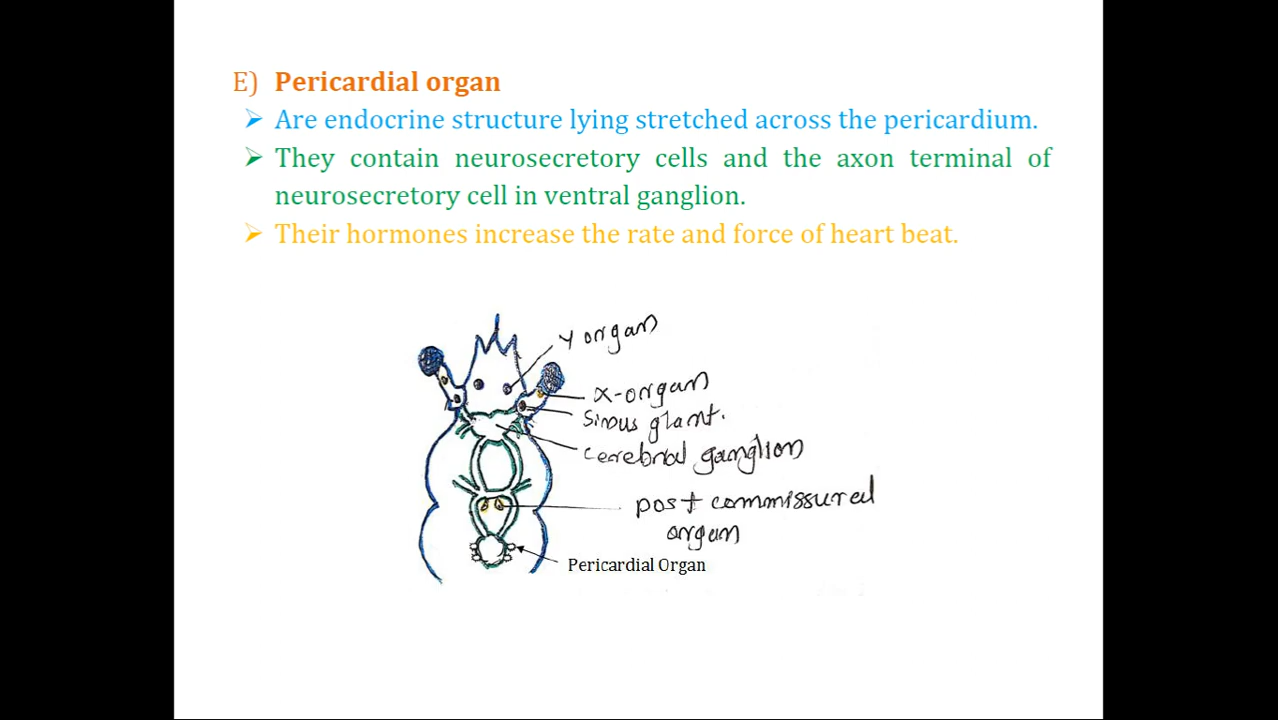 E) Pericardial organ
➢ Are endocrine structure lying stretched across the pericardium.
➢ They contain neurosecretory cells and the axon terminal of
neurosecretory cell in ventral ganglion.
➢ Their hormones increase the rate and force of heart beat.
Y organ
X-organ
Sinus glant.
Cerebrial ganglion
post commissured
organ
Pericardial Organ